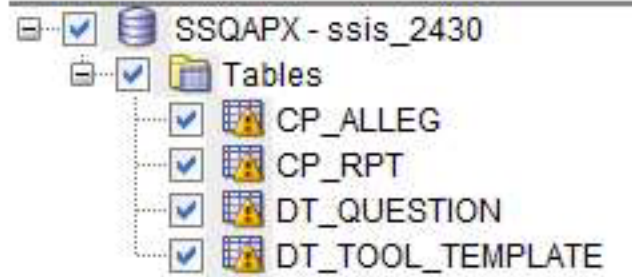 SSQAPX - ssis_2430
Tables
CP_ALLEG
CP_RPT
DT_QUESTION
DT_TOOL_TEMPLATE